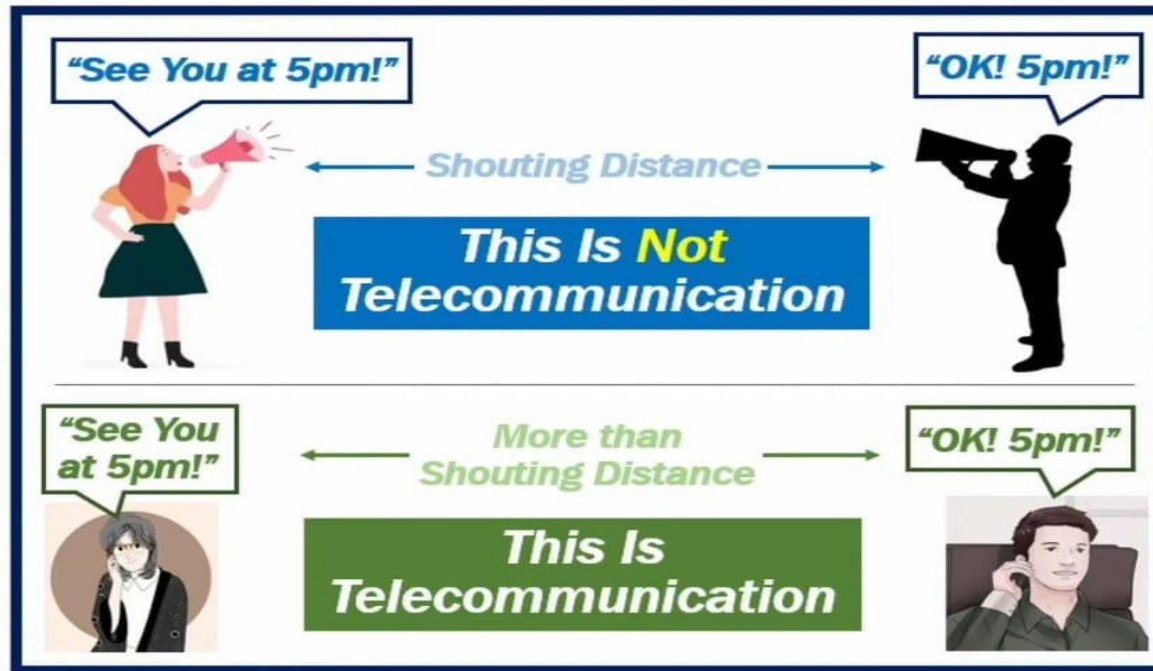 “See You at 5pm!”
“OK! 5pm!”
Shouting Distance
This Is Not
Telecommunication
“See You
at 5pm!”
More than
Shouting Distance
“OK! 5pm!”
This Is
Telecommunication